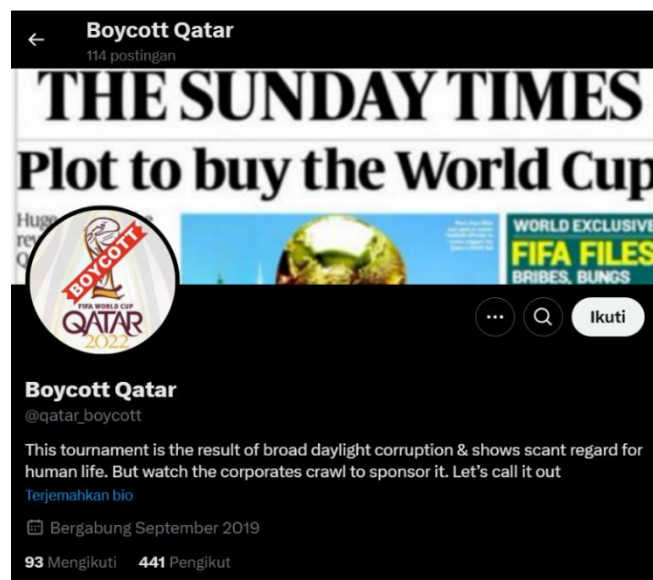 Boycott Qatar
114 postingan
THE SUNDAY TIMES
Plot to buy the World Cup
Huge
WORLD EXCLUSIVE
FIFA FILES
BRIBES, BUNGS
BOYCOTT
FIFA WORLD CUP
QATAR
2022
Ikuti
Boycott Qatar
@qatar_boycott
This tournament is the result of broad daylight corruption & shows scant regard for
human life. But watch the corporates crawl to sponsor it. Let’s call it out
Terjemahkan bio
Bergabung September 2019
93 Mengikuti 441 Pengikut